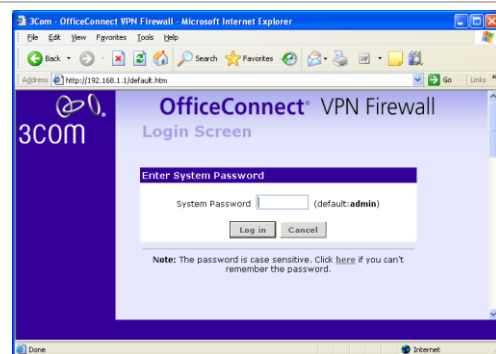 3Com - OfficeConnect VPN Firewall - Microsoft Internet Explorer
File Edit View Favorites Tools Help
Back Search Favorites
Address http://192.168.1.1/default.htm Go Links
3COM
OfficeConnect® VPN Firewall
Login Screen
Enter System Password
System Password (default:admin)
Log in Cancel
Note: The password is case sensitive. Click here if you can't
remember the password.
Done Internet